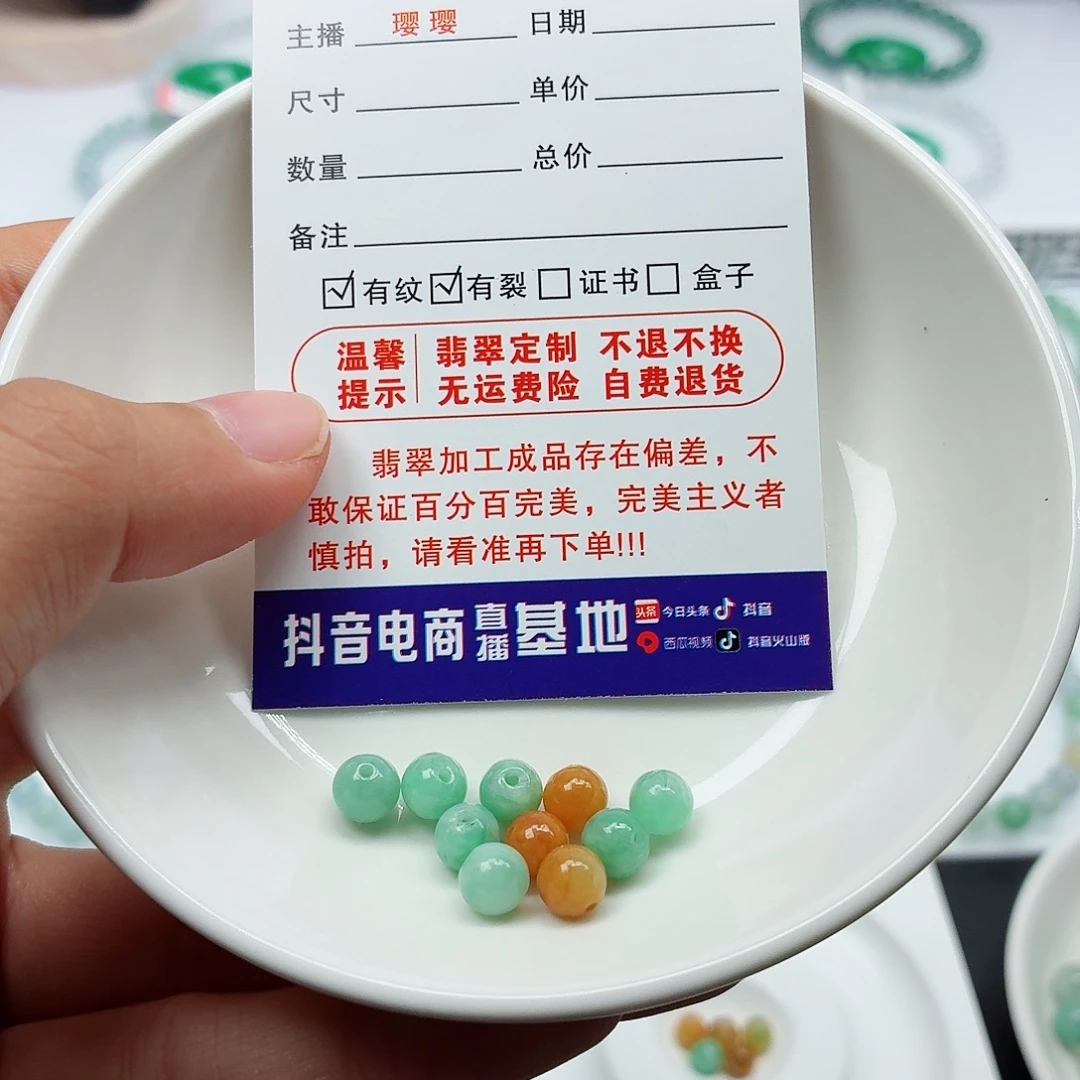 主播 璎璎 日期
尺寸 单价
数量 总价
备注
有纹 有裂 证书 盒子
温馨 翡翠定制 不退不换
提示 无运费险 自费退货
翡翠加工成品存在偏差，不
敢保证百分百完美，完美主义者
慎拍，请看准再下单!!!
抖音电商直播基地
头条 今日头条 抖音
西瓜视频 抖音火山版